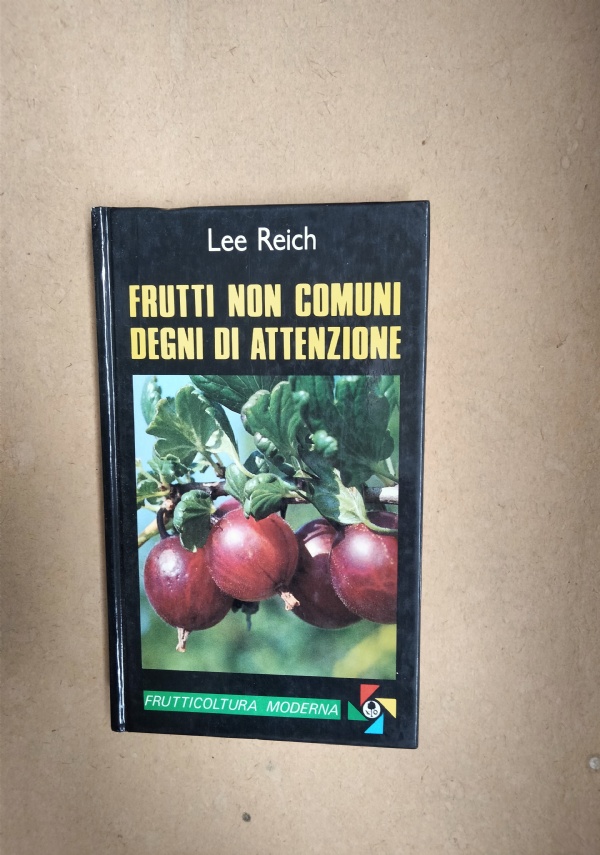 Lee Reich
FRUTTI NON COMUNI
DEGNI DI ATTENZIONE
FRUTTICOLTURA MODERNA